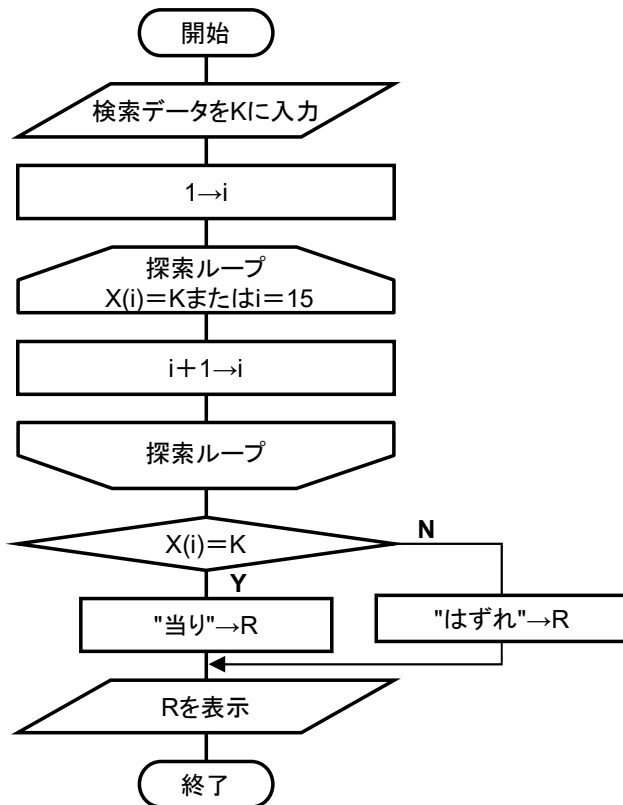 開始
検索データをKに入力
1→i
探索ループ
X(i)=Kまたはi=15
i+1→i
探索ループ
X(i)=K
N
Y
"当り"→R
"はずれ"→R
Rを表示
終了